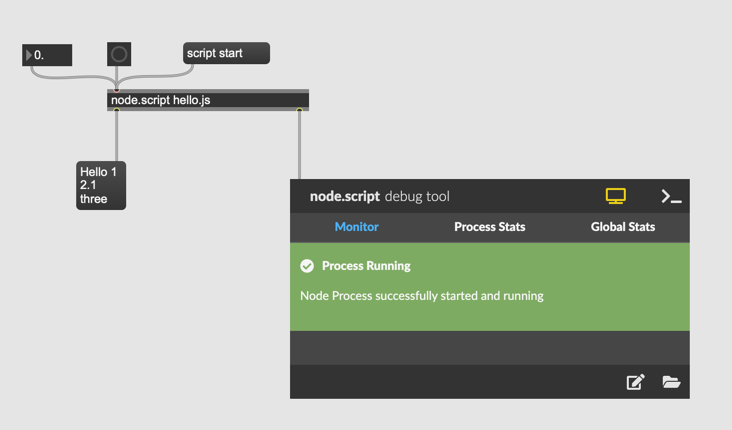 0.
script start
node.script hello.js
Hello 1
2.1
three
node.script debug tool
Monitor Process Stats Global Stats
Process Running
Node Process successfully started and running